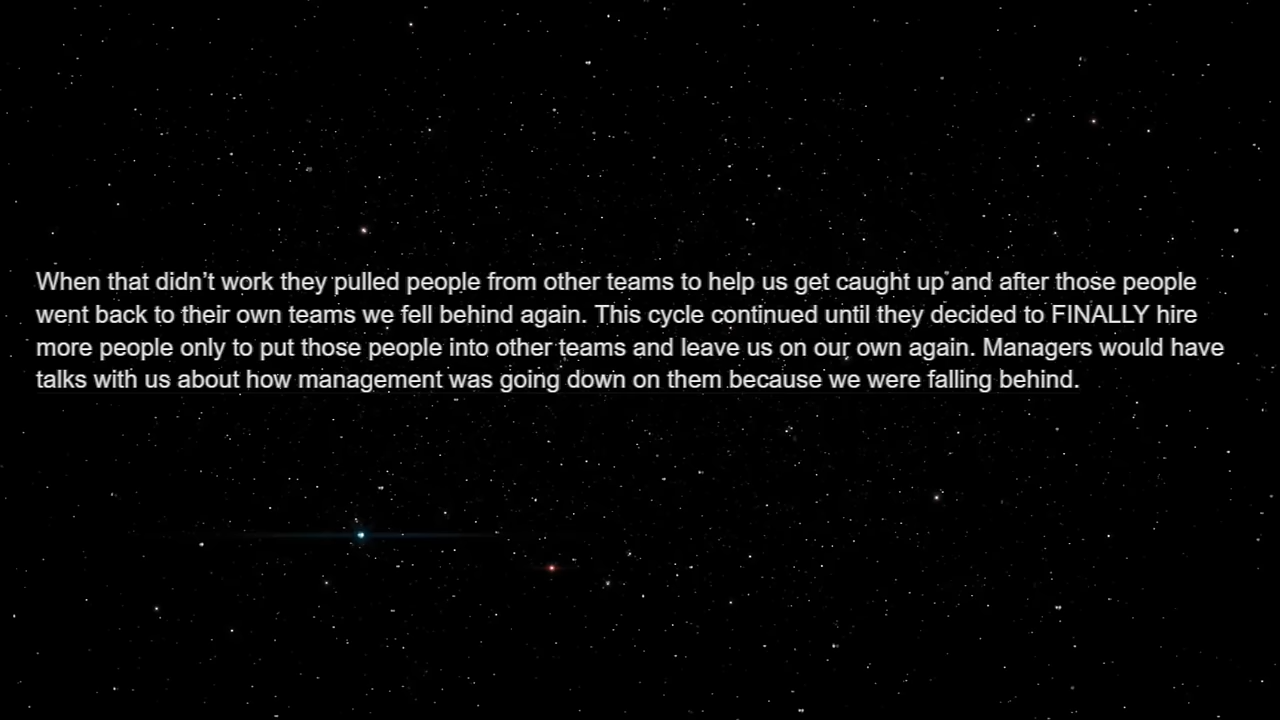 When that didn’t work they pulled people from other teams to help us get caught up and after those people
went back to their own teams we fell behind again. This cycle continued until they decided to FINALLY hire
more people only to put those people into other teams and leave us on our own again. Managers would have
talks with us about how management was going down on them because we were falling behind.